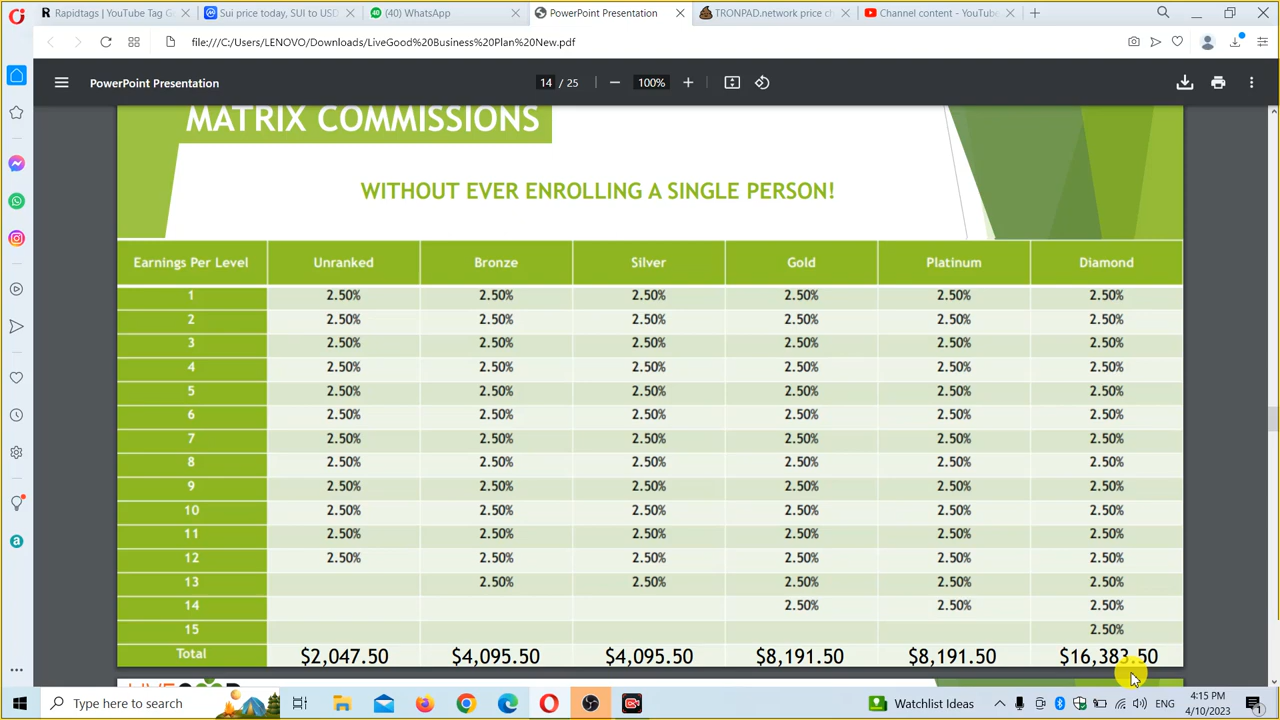 Rapidtags | YouTube Tag G
Sui price today, SUI to USD
(40) WhatsApp
PowerPoint Presentation
TRONPAD.network price ch
Channel content - YouTube
file:///C:/Users/LENOVO/Downloads/LiveGood%20Business%20Plan%20New.pdf
PowerPoint Presentation
14 / 25
100%
MATRIX COMMISSIONS
WITHOUT EVER ENROLLING A SINGLE PERSON!
Earnings Per Level Unranked Bronze Silver Gold Platinum Diamond
1 2.50% 2.50% 2.50% 2.50% 2.50% 2.50%
2 2.50% 2.50% 2.50% 2.50% 2.50% 2.50%
3 2.50% 2.50% 2.50% 2.50% 2.50% 2.50%
4 2.50% 2.50% 2.50% 2.50% 2.50% 2.50%
5 2.50% 2.50% 2.50% 2.50% 2.50% 2.50%
6 2.50% 2.50% 2.50% 2.50% 2.50% 2.50%
7 2.50% 2.50% 2.50% 2.50% 2.50% 2.50%
8 2.50% 2.50% 2.50% 2.50% 2.50% 2.50%
9 2.50% 2.50% 2.50% 2.50% 2.50% 2.50%
10 2.50% 2.50% 2.50% 2.50% 2.50% 2.50%
11 2.50% 2.50% 2.50% 2.50% 2.50% 2.50%
12 2.50% 2.50% 2.50% 2.50% 2.50% 2.50%
13 2.50% 2.50% 2.50% 2.50% 2.50%
14 2.50% 2.50% 2.50%
15 2.50%
Total $2,047.50 $4,095.50 $4,095.50 $8,191.50 $8,191.50 $16,383.50
Type here to search
Watchlist Ideas
ENG
4:15 PM
4/10/2023
1